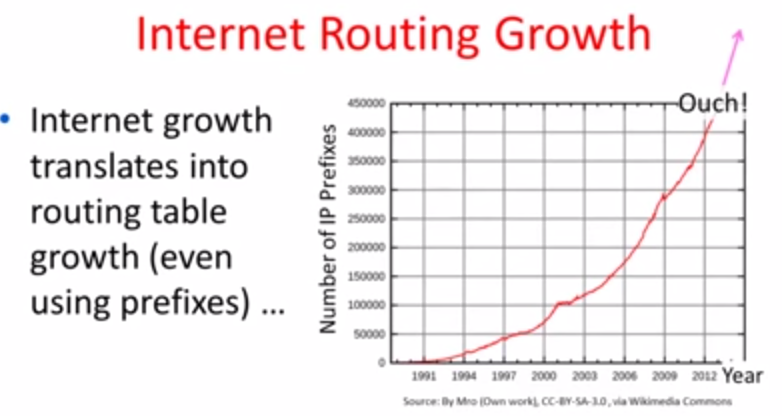 Internet Routing Growth
• Internet growth
translates into
routing table
growth (even
using prefixes) ...
Number of IP Prefixes
450000
400000
350000
300000
250000
200000
150000
100000
50000
0
Ouch!
1991 1994 1997 2000 2003 2006 2009 2012 Year
Source: By Mro (Own work), CC-BY-SA-3.0 , via Wikimedia Commons